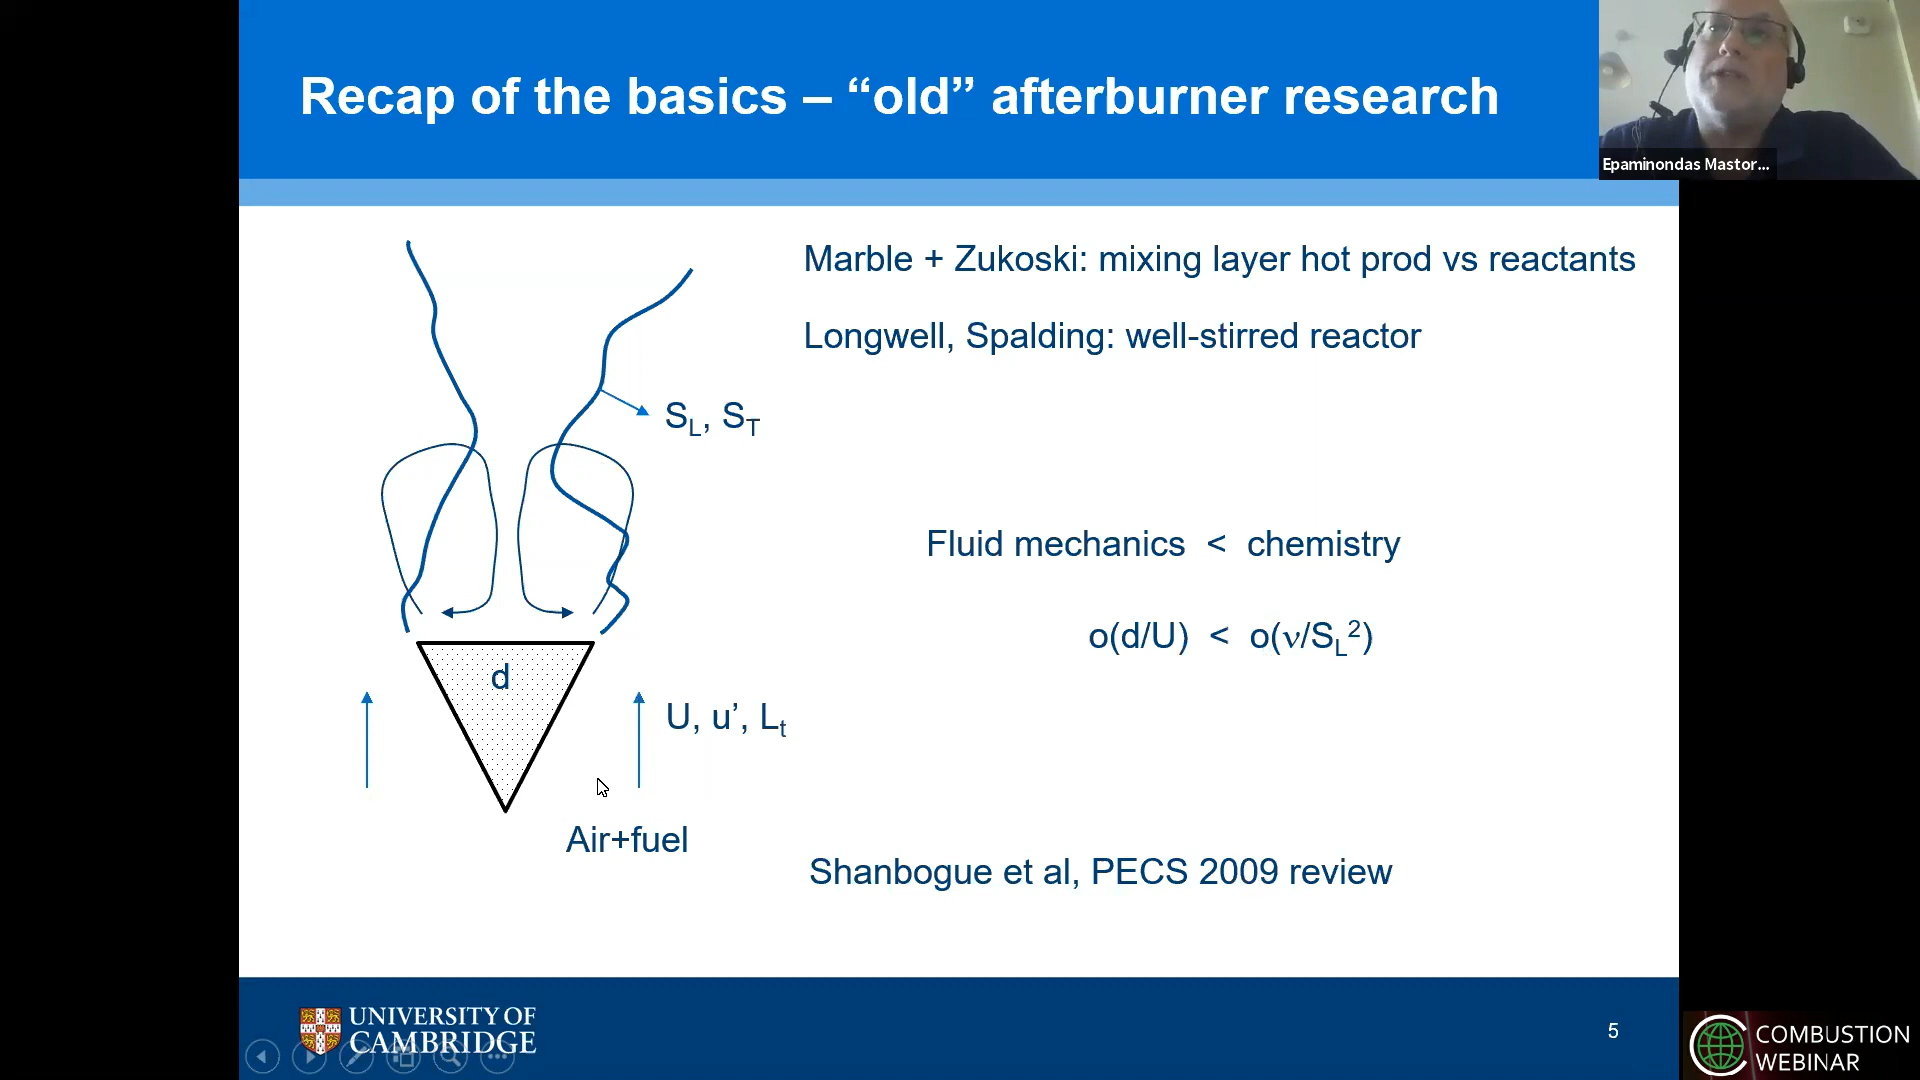 Recap of the basics – “old” afterburner research
Epaminondas Mastor...
Marble + Zukoski: mixing layer hot prod vs reactants
Longwell, Spalding: well-stirred reactor
S_L, S_T
Fluid mechanics < chemistry
o(d/U) < o(ν/S_L²)
d
U, u’, L_t
Air+fuel
Shanbogue et al, PECS 2009 review
UNIVERSITY OF
CAMBRIDGE
5
COMBUSTION
WEBINAR